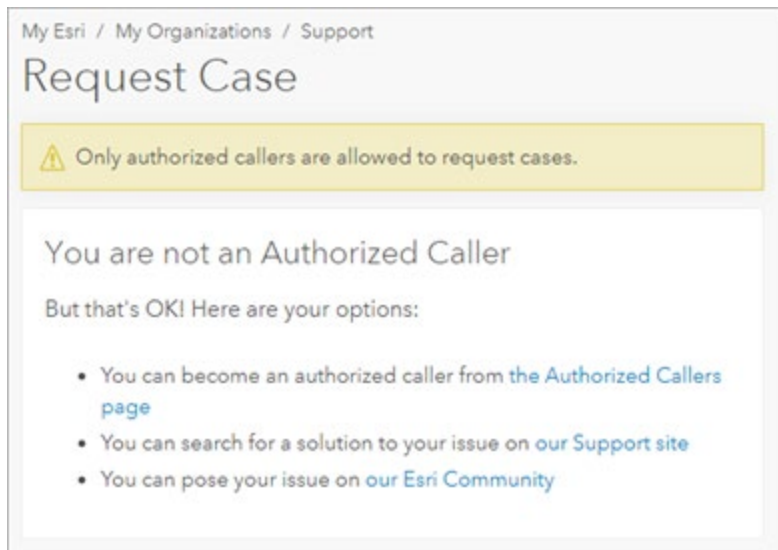 My Esri / My Organizations / Support
Request Case
Only authorized callers are allowed to request cases.
You are not an Authorized Caller
But that's OK! Here are your options:
• You can become an authorized caller from the Authorized Callers
page
• You can search for a solution to your issue on our Support site
• You can pose your issue on our Esri Community